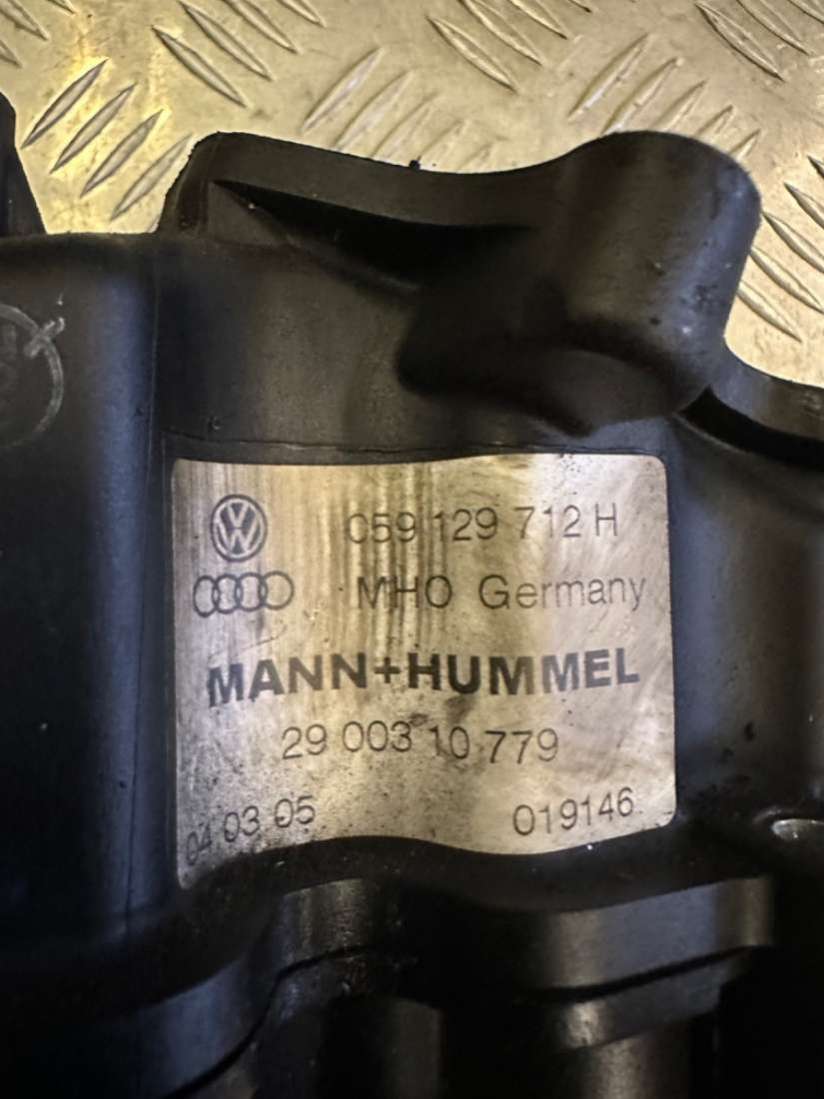 059 129 712 H
MHO Germany
MANN+HUMMEL
29 003 10 779
04 03 05
019146